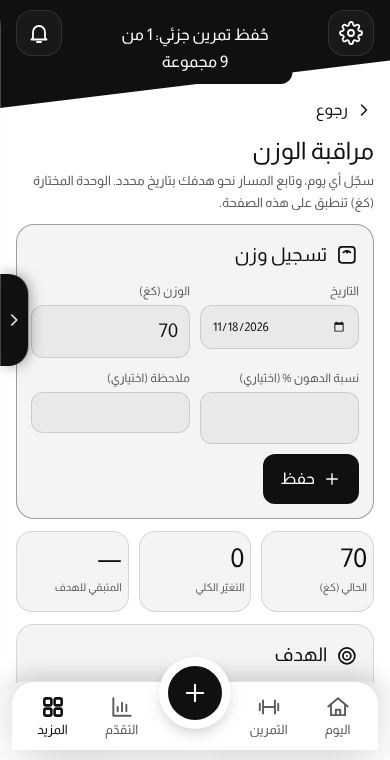 حُفظ تمرين جزئي: 1 من
9 مجموعة
رجوع
مراقبة الوزن
سجّل أي يوم، وتابع المسار نحو هدفك بتاريخ محدد. الوحدة المختارة
(كغ) تنطبق على هذه الصفحة.
تسجيل وزن
التاريخ
الوزن (كغ)
11/18/2026
70
نسبة الدهون % (اختياري)
ملاحظة (اختياري)
حفظ
70
الحالي (كغ)
0
التغيّر الكلي
—
المتبقي للهدف
الهدف
اليوم
التمرين
التقدّم
المزيد